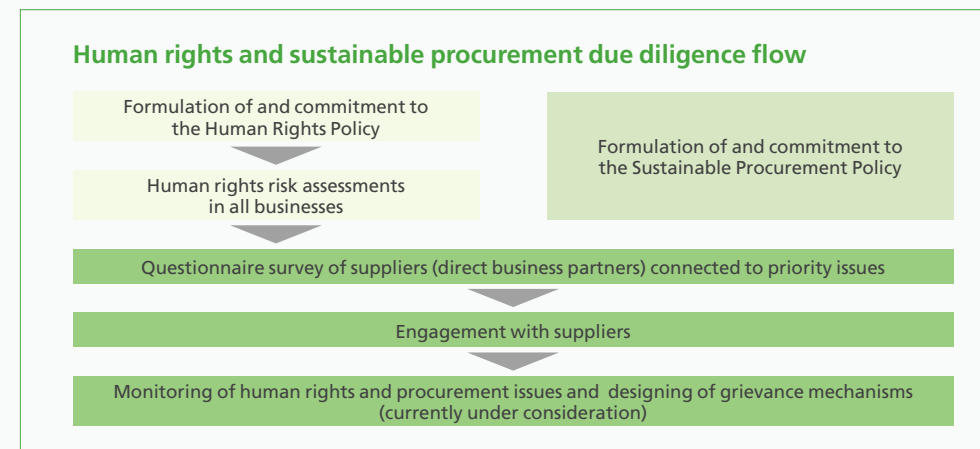 Human rights and sustainable procurement due diligence flow
Formulation of and commitment to
the Human Rights Policy
Human rights risk assessments
in all businesses
Formulation of and commitment to
the Sustainable Procurement Policy
Questionnaire survey of suppliers (direct business partners) connected to priority issues
Engagement with suppliers
Monitoring of human rights and procurement issues and designing of grievance mechanisms
(currently under consideration)